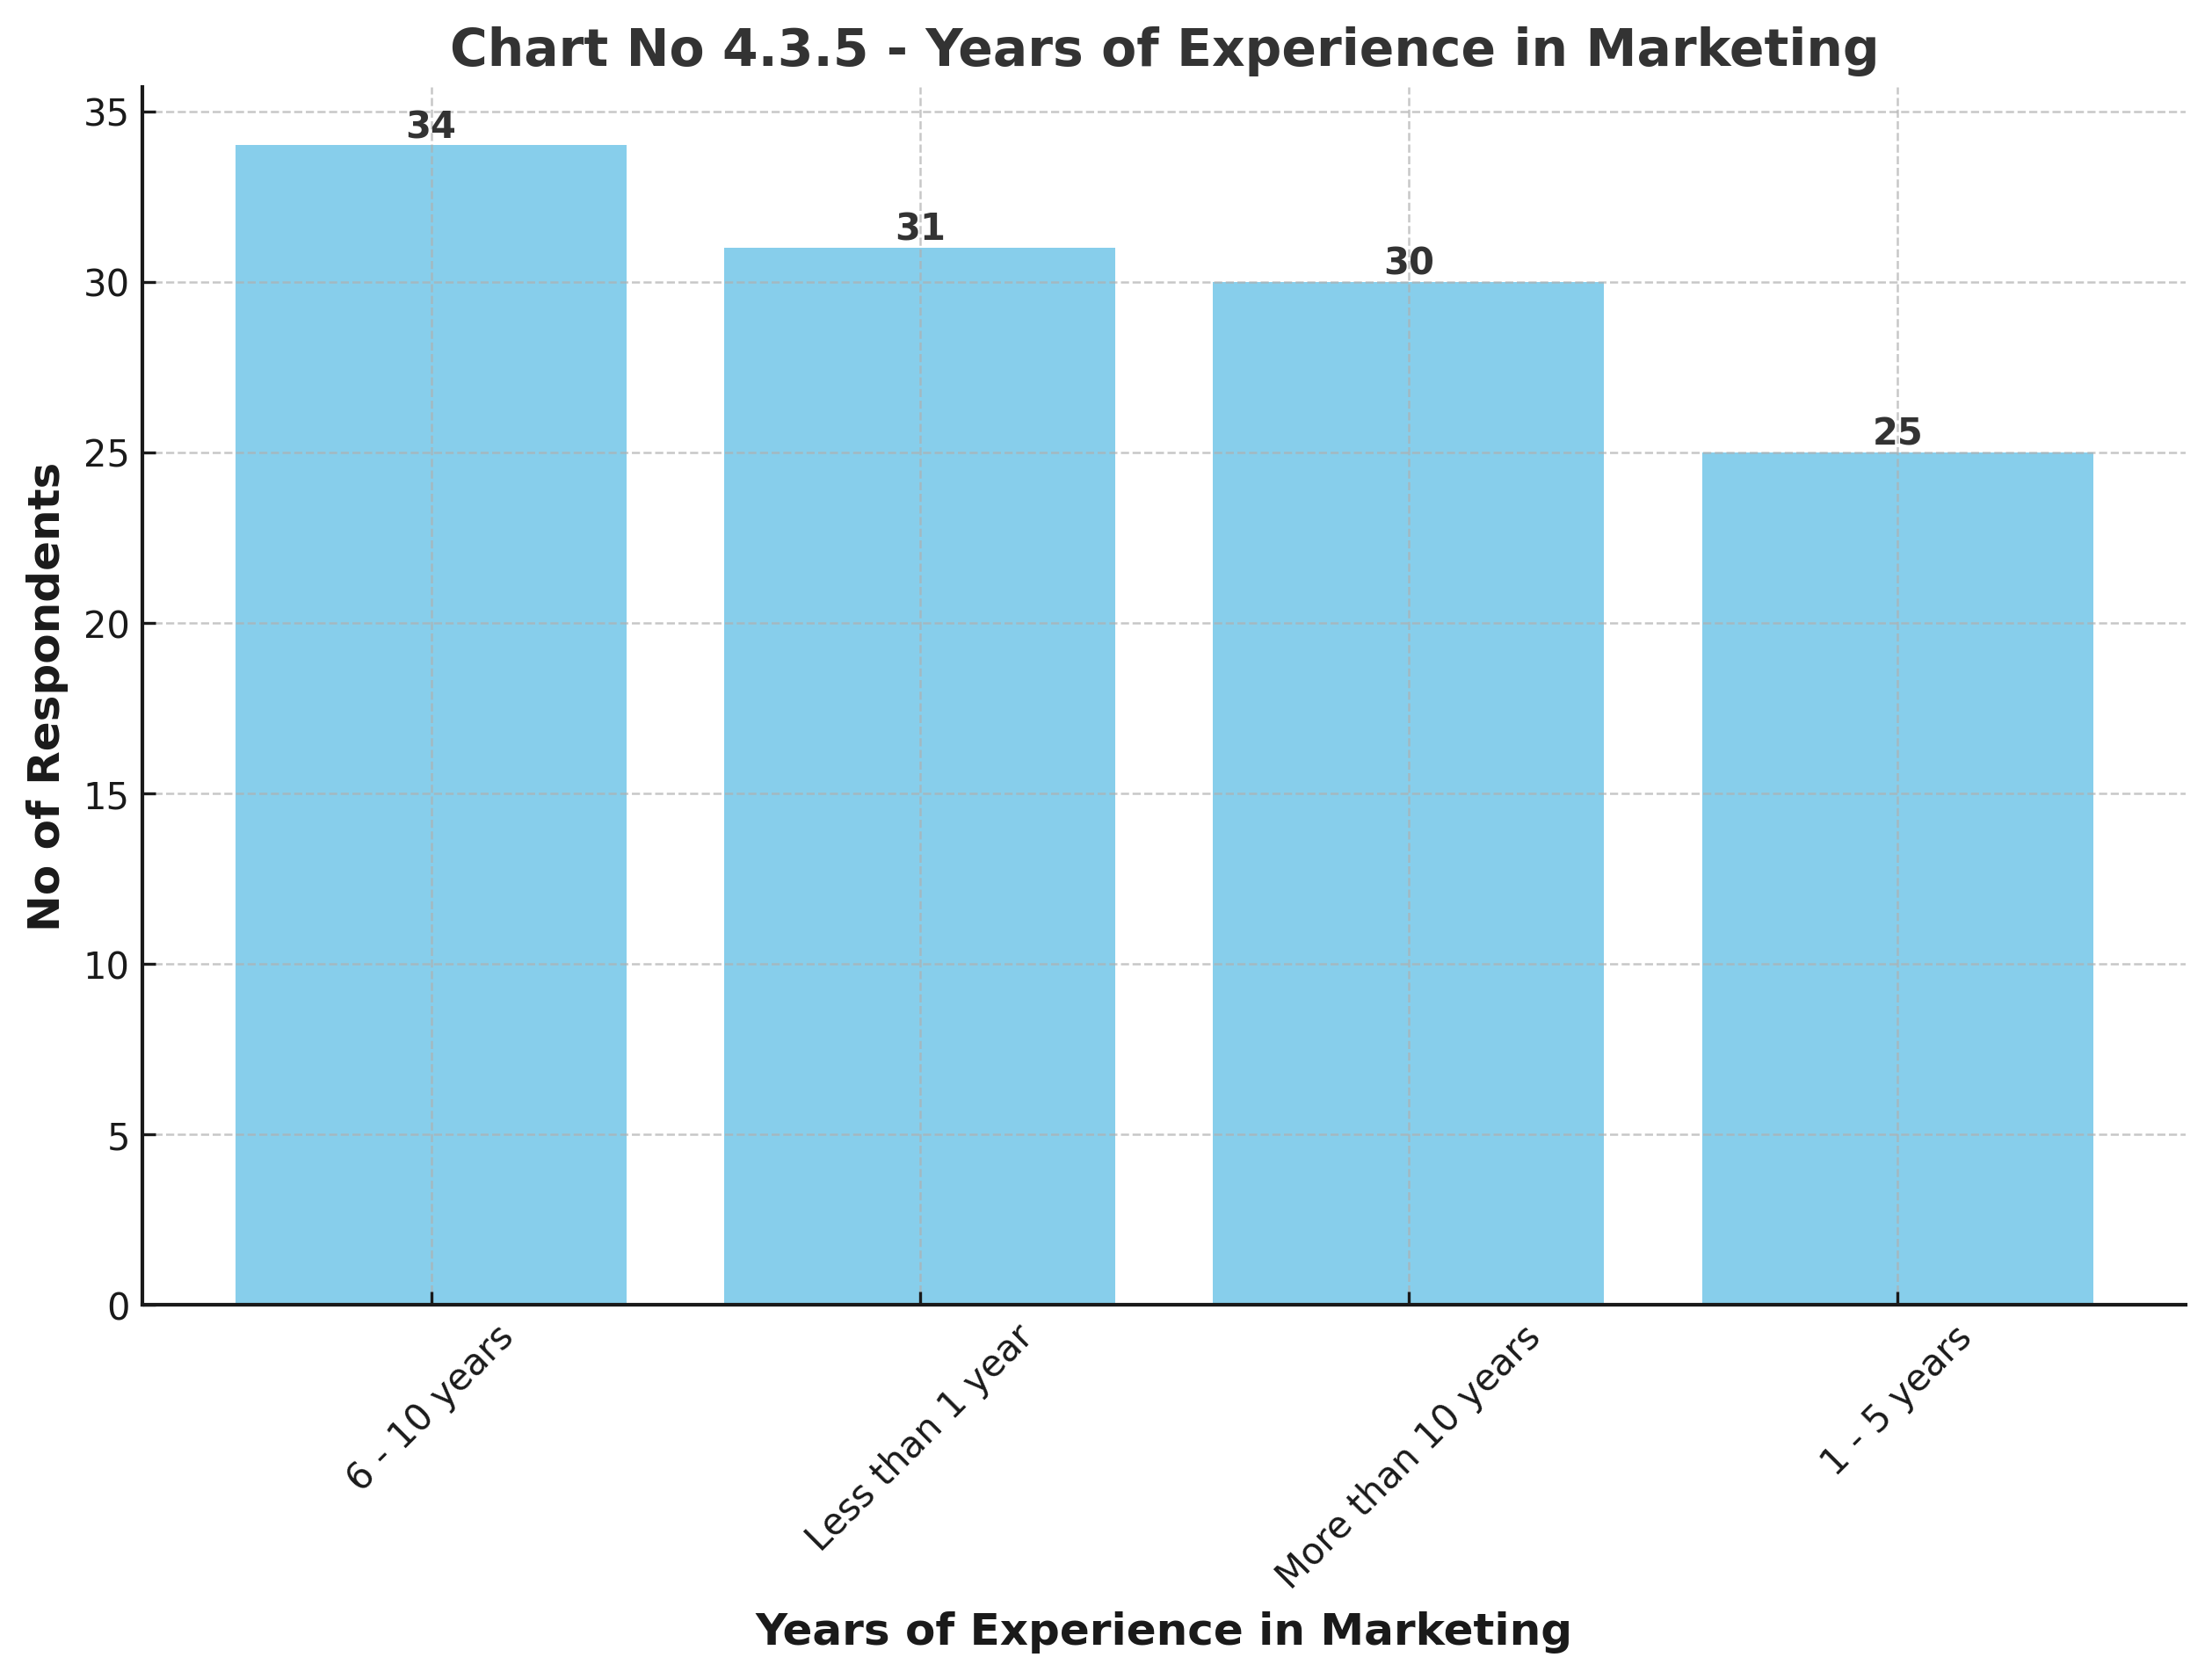 Chart No 4.3.5 - Years of Experience in Marketing
35
30
25
20
15
10
5
0
No of Respondents
34
31
30
25
6 - 10 years
Less than 1 year
More than 10 years
1 - 5 years
Years of Experience in Marketing